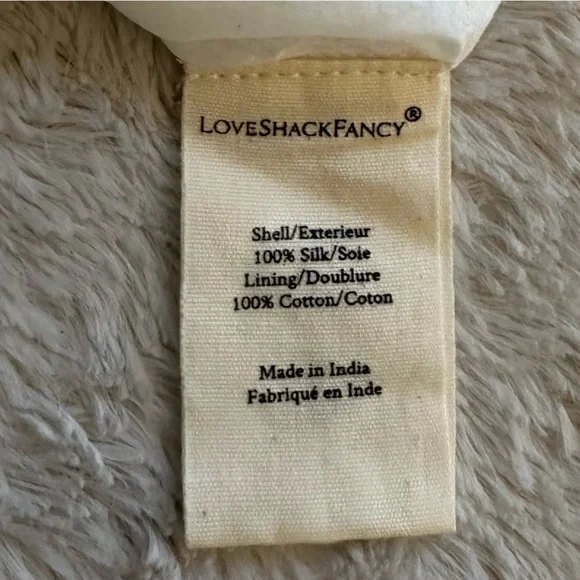 LOVESHACKFANCY®
Shell/Exterieur
100% Silk/Soie
Lining/Doublure
100% Cotton/Coton
Made in India
Fabriqué en Inde